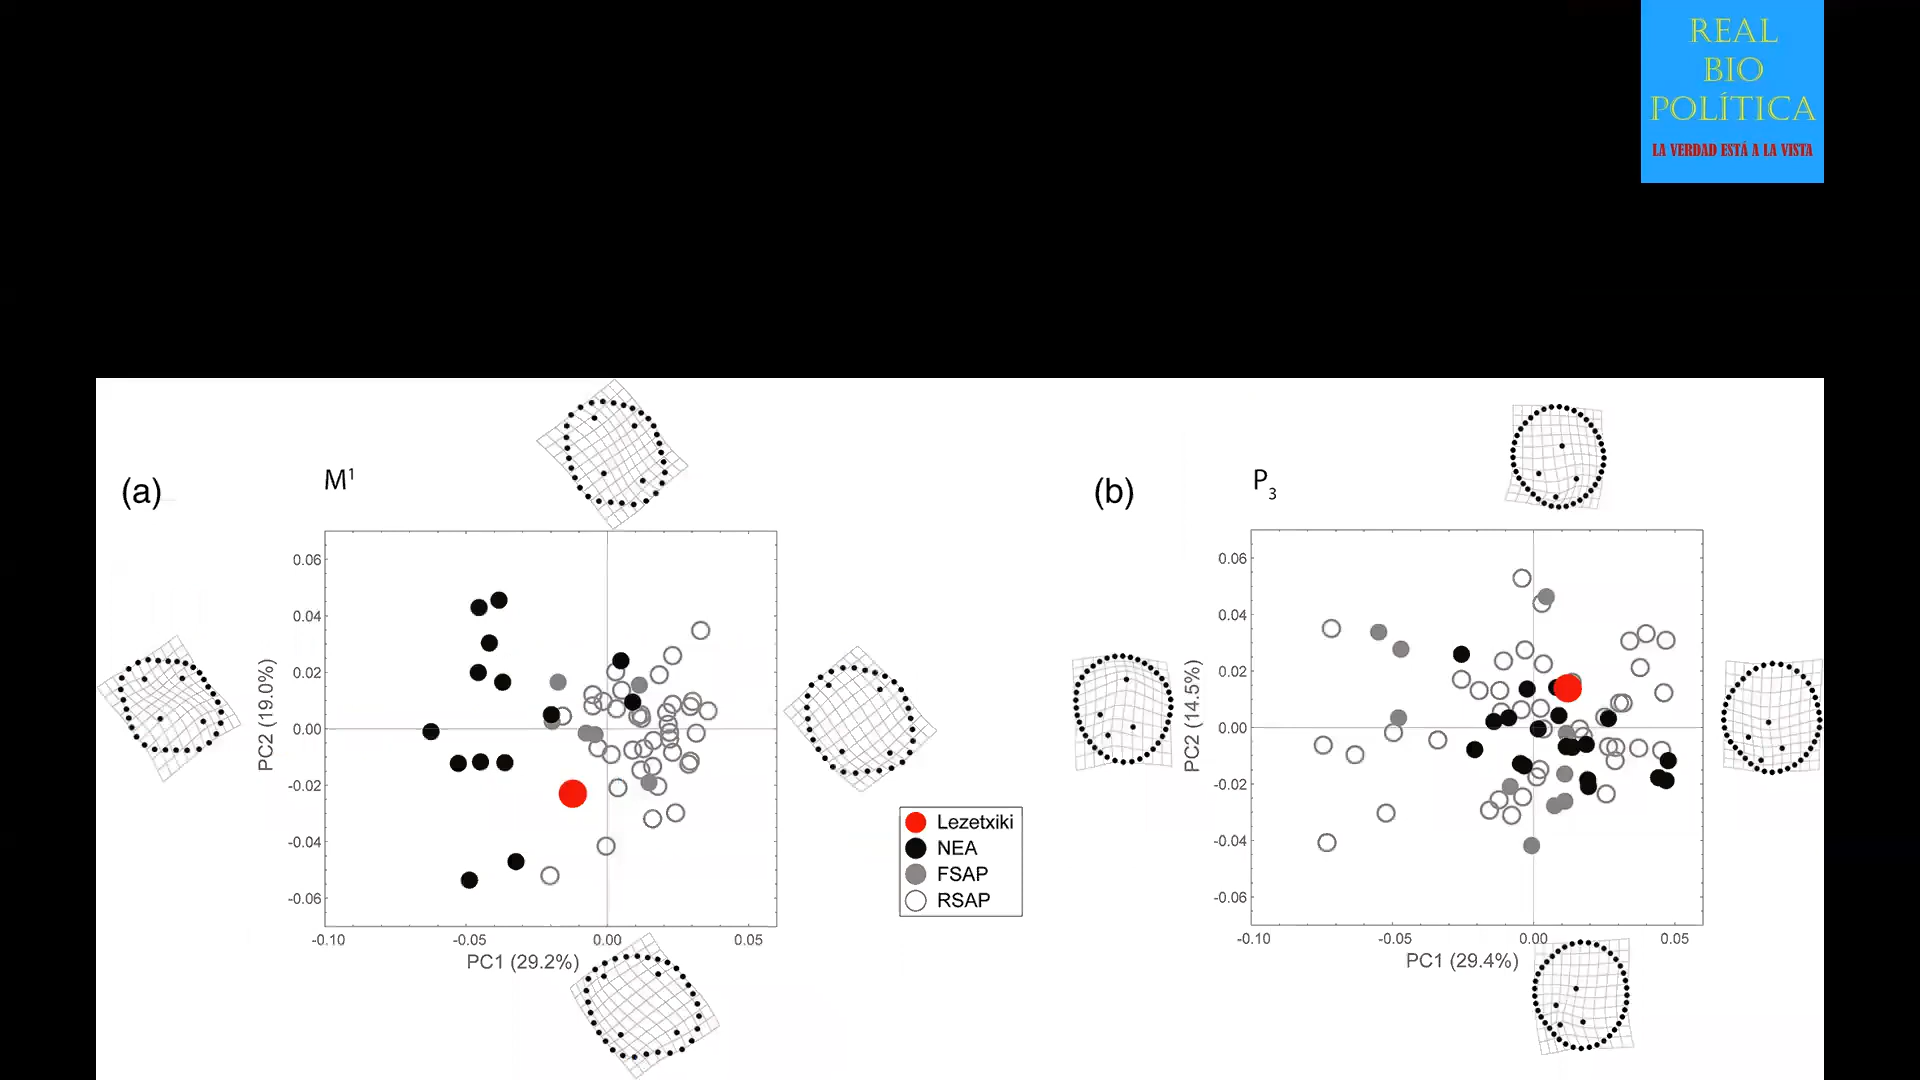 REAL
BIO
POLÍTICA
LA VERDAD ESTÁ A LA VISTA
(a)
M¹
0.06
0.04
0.02
0.00
-0.02
-0.04
-0.06
PC2 (19.0%)
-0.10
-0.05
0.00
0.05
PC1 (29.2%)
Lezetxiki
NEA
FSAP
RSAP
(b)
P₃
0.06
0.04
0.02
0.00
-0.02
-0.04
-0.06
PC2 (14.5%)
-0.10
-0.05
0.00
0.05
PC1 (29.4%)